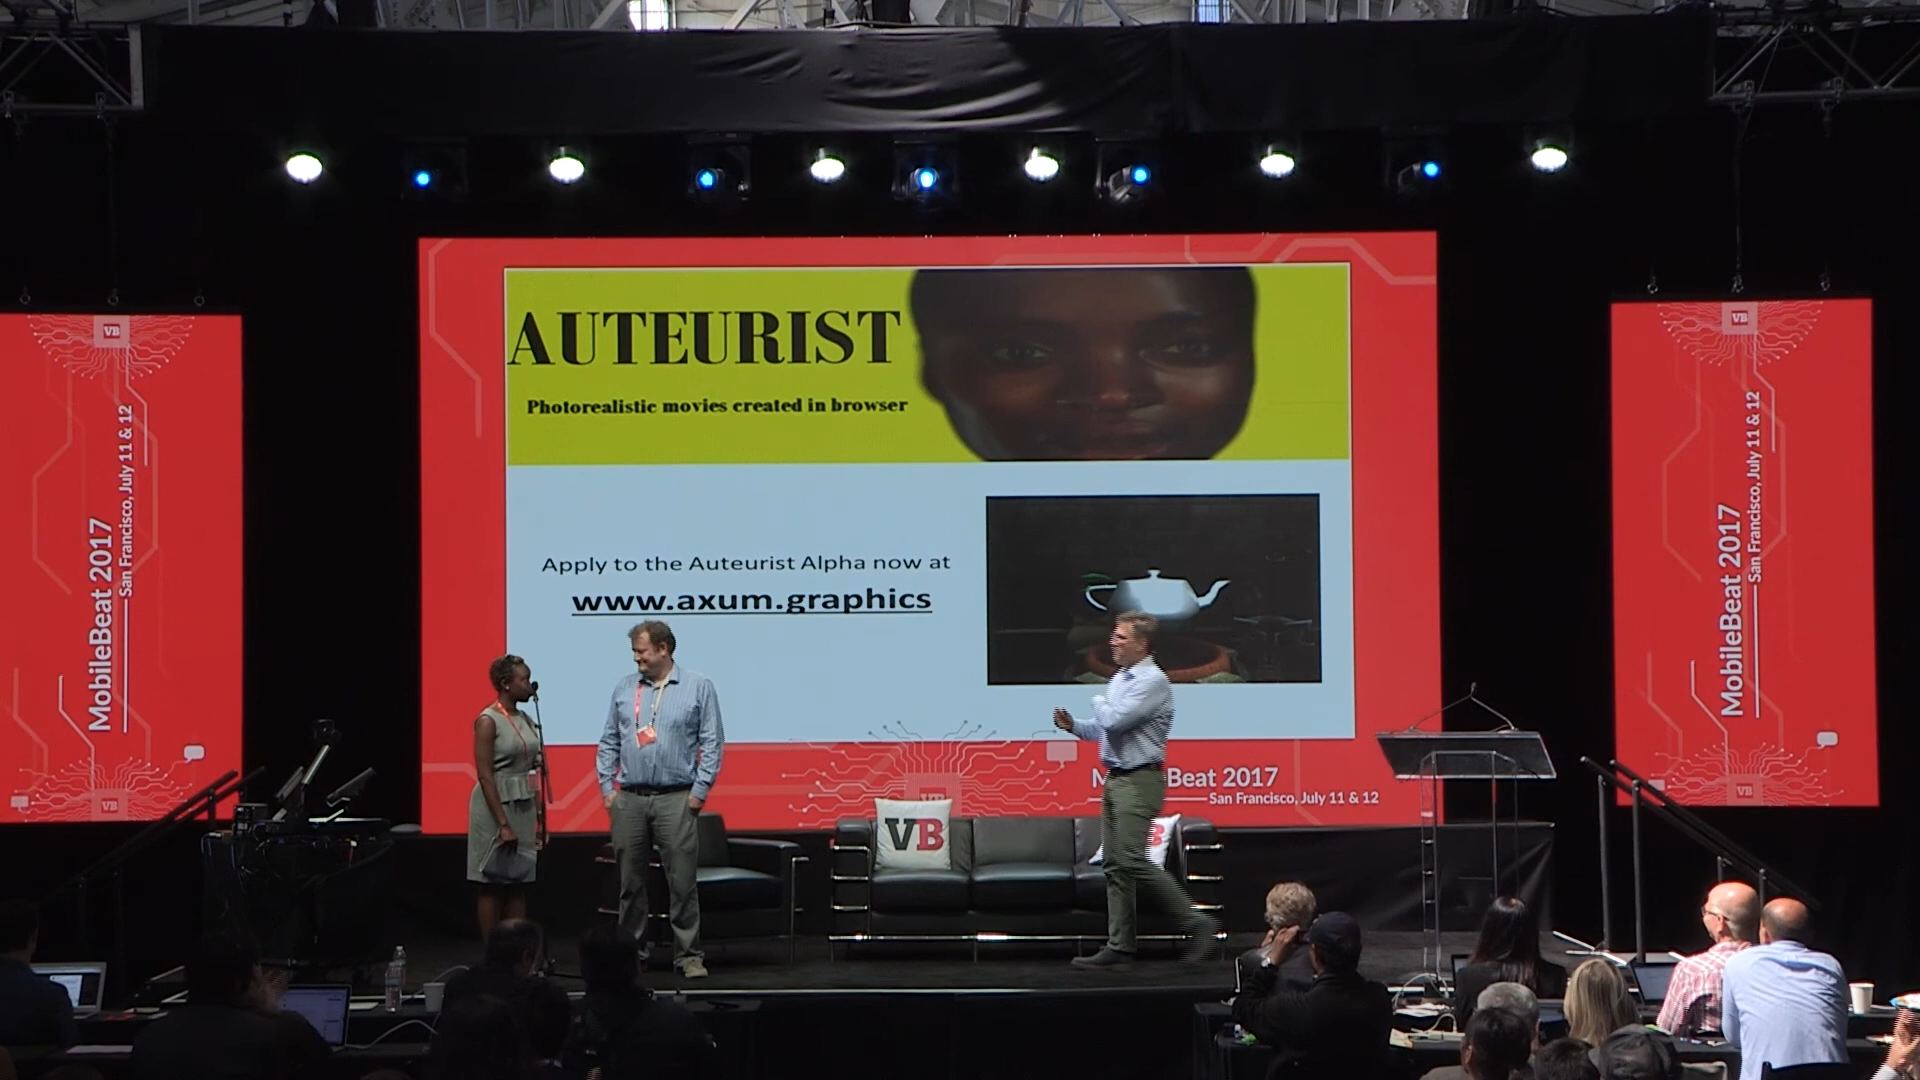 AUTEURIST
Photorealistic movies created in browser
Apply to the Auteurist Alpha now at
www.axum.graphics
Beat 2017
San Francisco, July 11 & 12
VB
MobileBeat 2017
San Francisco, July 11 & 12
VB
VB
MobileBeat 2017
San Francisco, July 11 & 12
VB
VB
B